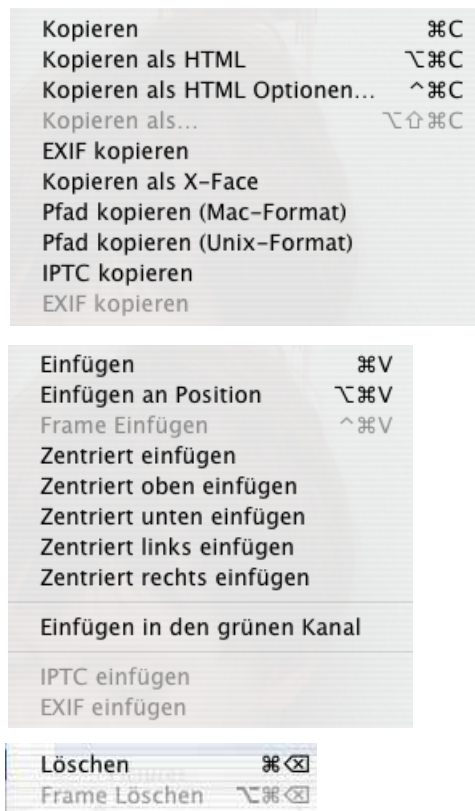 Kopieren ⌘C
Kopieren als HTML ⌥⌘C
Kopieren als HTML Optionen... ^⌘C
Kopieren als... ⌥⇧⌘C
EXIF kopieren
Kopieren als X-Face
Pfad kopieren (Mac-Format)
Pfad kopieren (Unix-Format)
IPTC kopieren
EXIF kopieren
Einfügen ⌘V
Einfügen an Position ⌥⌘V
Frame Einfügen ^⌘V
Zentriert einfügen
Zentriert oben einfügen
Zentriert unten einfügen
Zentriert links einfügen
Zentriert rechts einfügen
Einfügen in den grünen Kanal
IPTC einfügen
EXIF einfügen
Löschen ⌘⌫
Frame Löschen ⌥⌘⌫